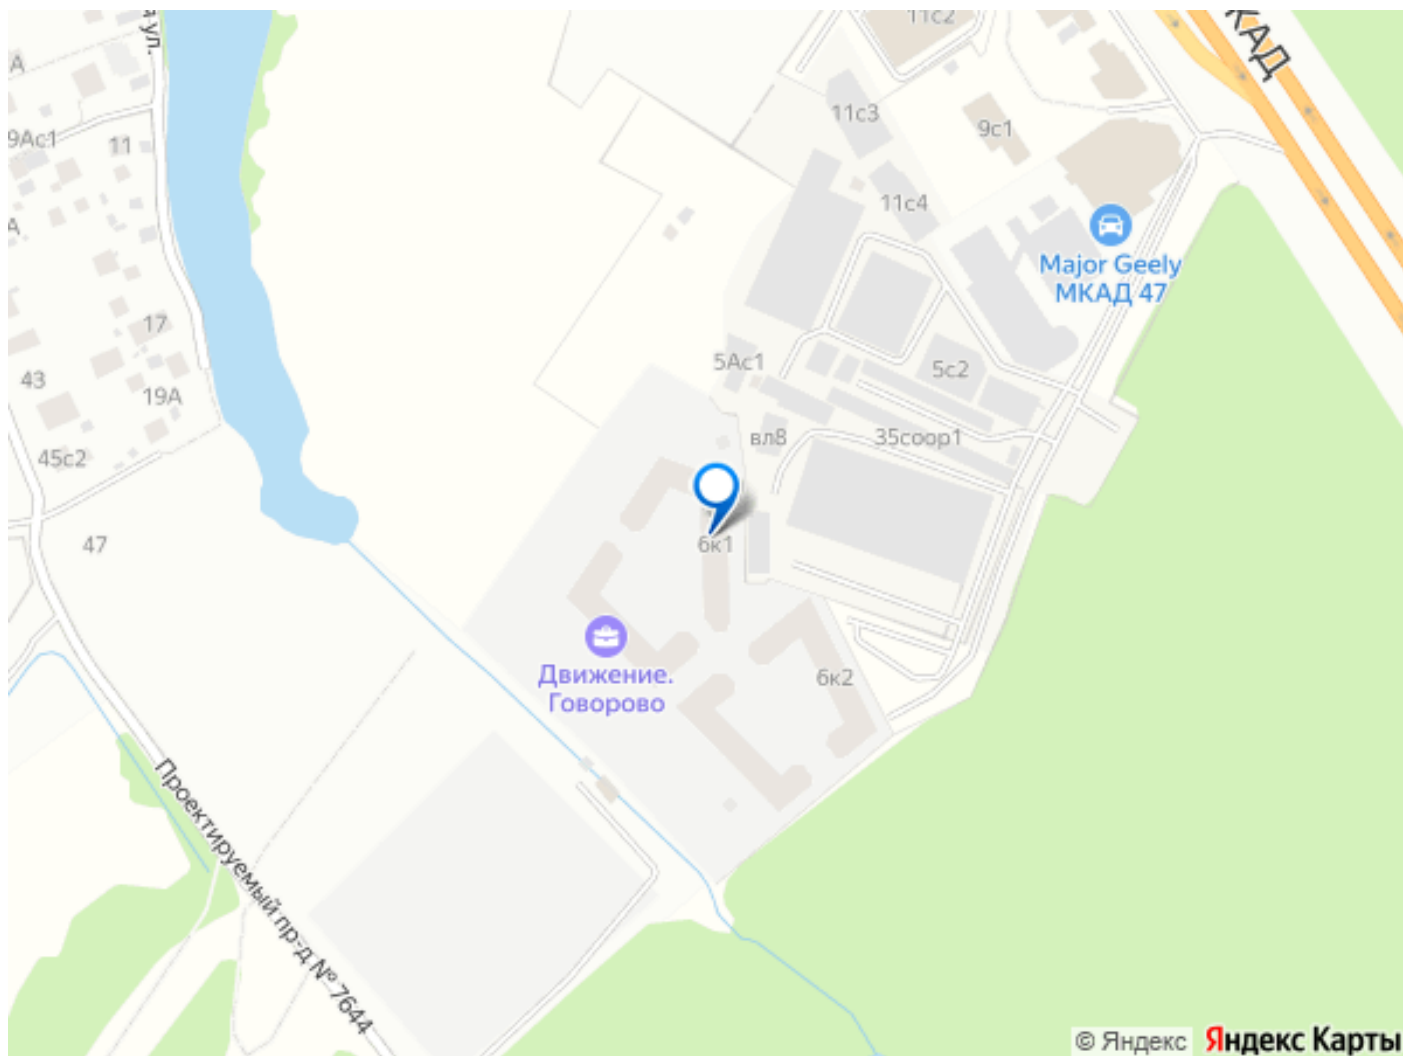 11с2
КАД
а ул.
А
11с3
9с1
9Ас1
11
11с4
А
Major Geely
МКАД 47
17
5Ас1
5с2
43
19А
вл8
35соор1
45с2
6к1
47
Движение.
Говорово
6к2
Проектируемый пр-д № 7644
© Яндекс Яндекс Карты